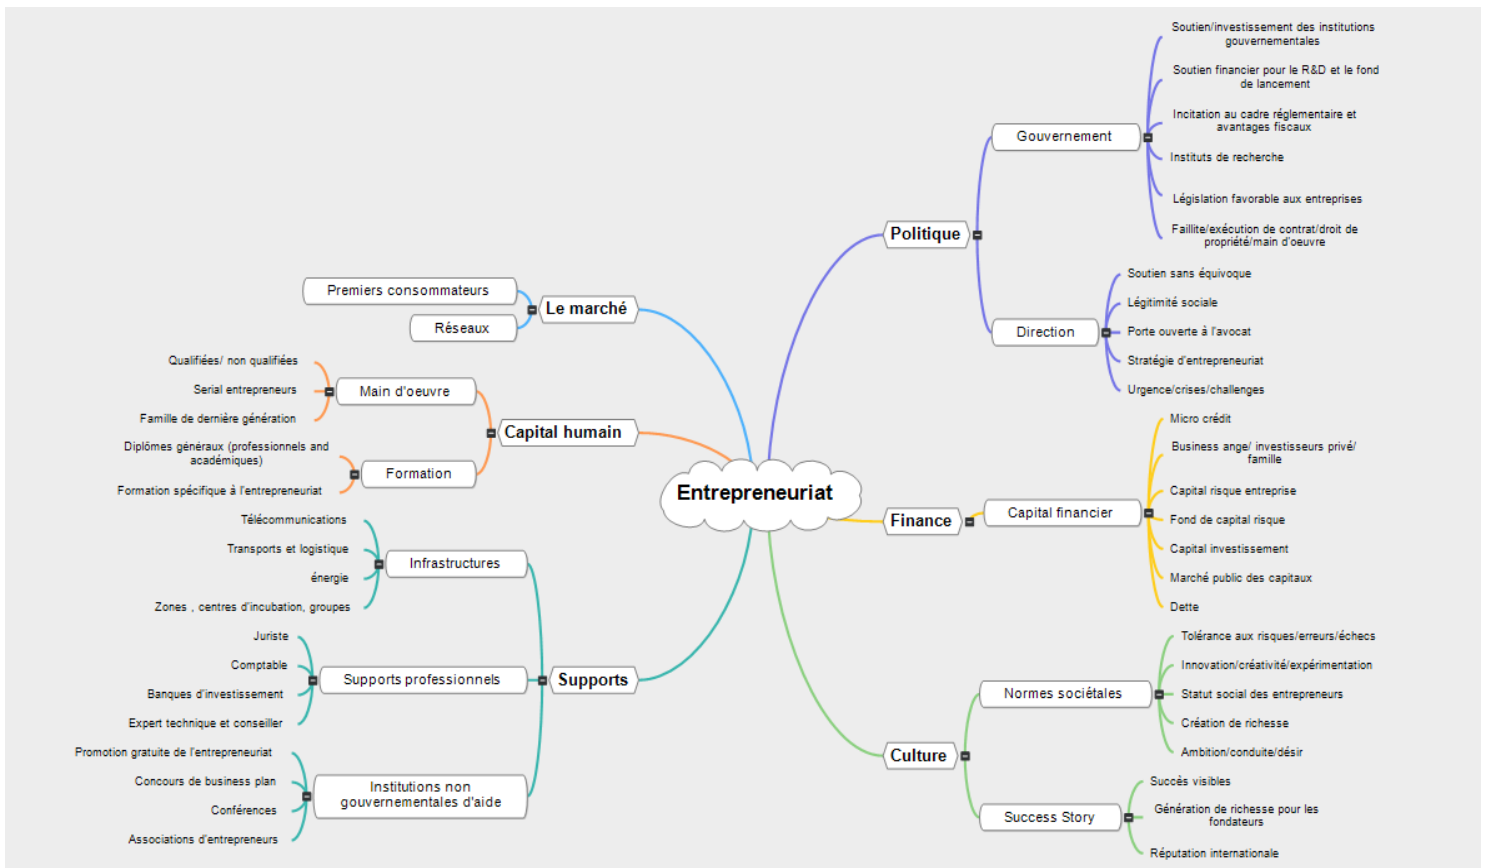 Entrepreneuriat
Politique
Gouvernement
Soutien/investissement des institutions
gouvernementales
Soutien financier pour le R&D et le fond
de lancement
Incitation au cadre réglementaire et
avantages fiscaux
Instituts de recherche
Législation favorable aux entreprises
Faillite/exécution de contrat/droit de
propriété/main d'oeuvre
Direction
Soutien sans équivoque
Légitimité sociale
Porte ouverte à l'avocat
Stratégie d'entrepreneuriat
Urgence/crises/challenges
Finance
Capital financier
Micro crédit
Business ange/ investisseurs privé/
famille
Capital risque entreprise
Fond de capital risque
Capital investissement
Marché public des capitaux
Dette
Culture
Normes sociétales
Tolérance aux risques/erreurs/échecs
Innovation/créativité/expérimentation
Statut social des entrepreneurs
Création de richesse
Ambition/conduite/désir
Success Story
Succès visibles
Génération de richesse pour les
fondateurs
Réputation internationale
Le marché
Premiers consommateurs
Réseaux
Capital humain
Main d'oeuvre
Qualifiées/ non qualifiées
Serial entrepreneurs
Famille de dernière génération
Formation
Diplômes généraux (professionnels and
académiques)
Formation spécifique à l'entrepreneuriat
Supports
Infrastructures
Télécommunications
Transports et logistique
énergie
Zones , centres d'incubation, groupes
Supports professionnels
Juriste
Comptable
Banques d'investissement
Expert technique et conseiller
Institutions non
gouvernementales d'aide
Promotion gratuite de l'entrepreneuriat
Concours de business plan
Conférences
Associations d'entrepreneurs